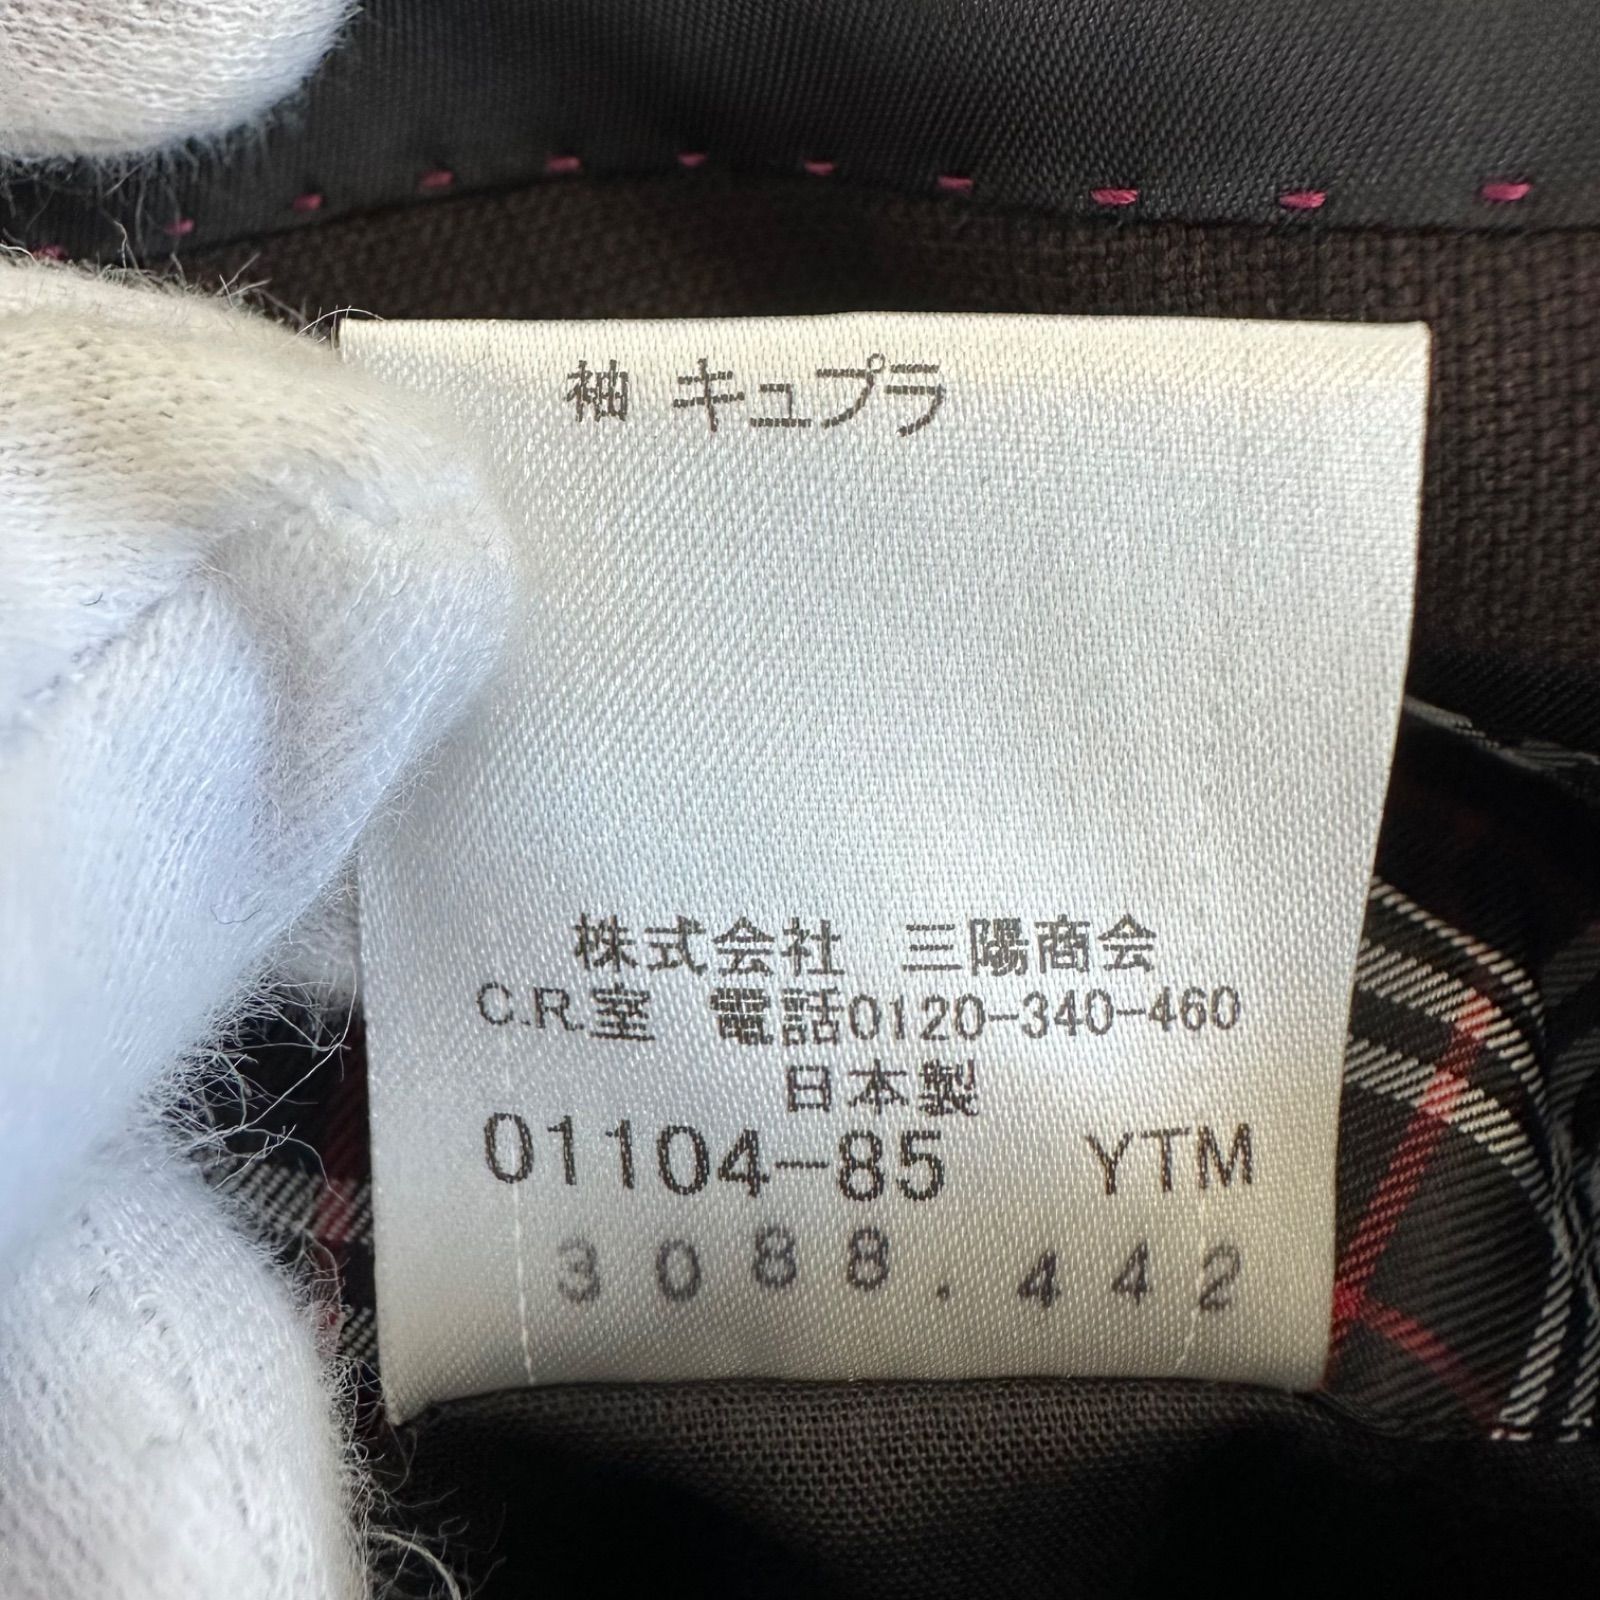 袖 キュプラ
株式会社 三陽商会
C.R.室 電話0120-340-460
日本製
01104-85 YTM
3088.442